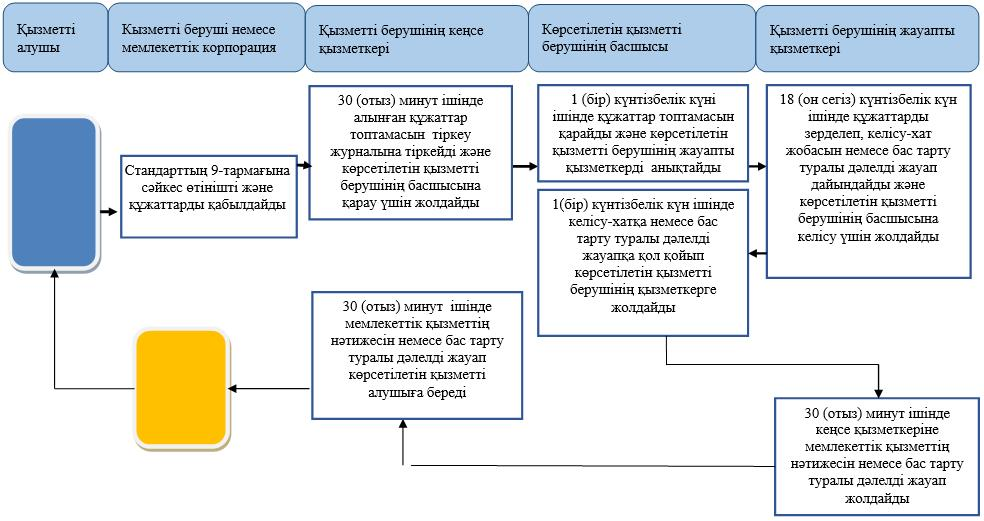 Қызметті
алушы
Кызметті беруші немесе
мемлекеттік корпорация
Қызметті берушінің кеңсе
қызметкері
Көрсетілетін қызметті
берушінің басшысы
Қызметті берушінің жауапты
қызметкері
Стандарттың 9-тармағына
сәйкес өтінішті және
құжаттарды қабылдайды
30 (отыз) минут ішінде
алынған құжаттар
топтамасын тіркеу
журналына тіркейді және
көрсетілетін қызметті
берушінің басшысына
қарау үшін жолдайды
1 (бір) күнтізбелік күні
ішінде құжаттар топтамасын
қарайды және көрсетілетін
қызметті берушінің жауапты
қызметкерді анықтайды
18 (он сегіз) күнтізбелік күн
ішінде құжаттарды
зерделеп, келісу-хат
жобасын немесе бас тарту
туралы дәлелді жауап
дайындайды және
көрсетілетін қызметті
берушінің басшысына
келісу үшін жолдайды
1(бір) күнтізбелік күн ішінде
келісу-хатқа немесе бас
тарту туралы дәлелді
жауапқа қол қойып
көрсетілетін қызметті
берушінің қызметкерге
жолдайды
30 (отыз) минут ішінде
кеңсе қызметкеріне
мемлекеттік қызметтің
нәтижесін немесе бас тарту
туралы дәлелді жауап
жолдайды
30 (отыз) минут ішінде
мемлекеттік қызметтің
нәтижесін немесе бас тарту
туралы дәлелді жауап
көрсетілетін қызметті
алушыға береді